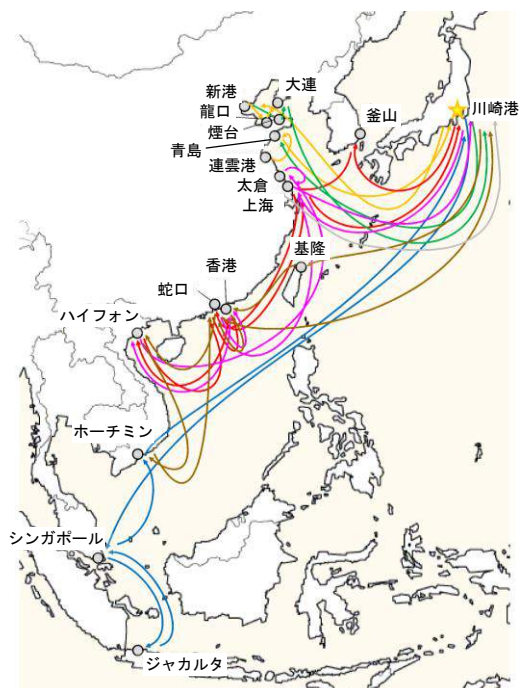 大連
新港
川崎港
龍口
釜山
煙台
青島
連雲港
太倉
上海
基隆
香港
蛇口
ハイフォン
ホーチミン
シンガポール
ジャカルタ